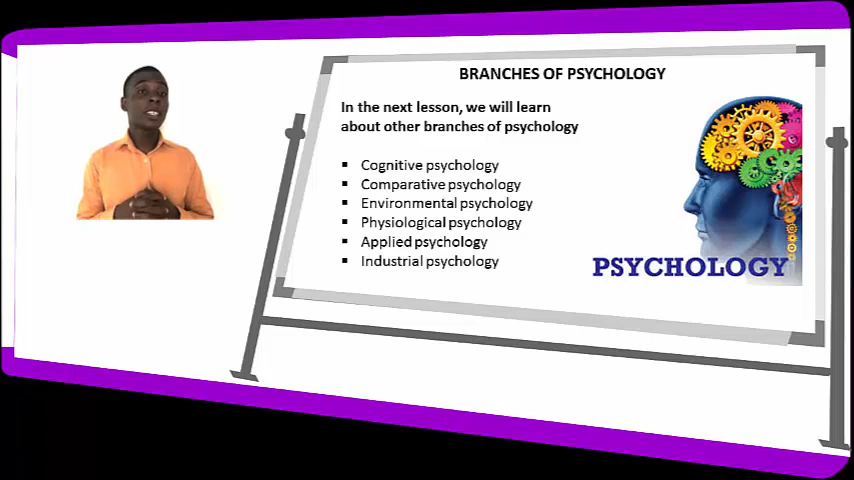 BRANCHES OF PSYCHOLOGY
In the next lesson, we will learn
about other branches of psychology
▪ Cognitive psychology
▪ Comparative psychology
▪ Environmental psychology
▪ Physiological psychology
▪ Applied psychology
▪ Industrial psychology
PSYCHOLOGY